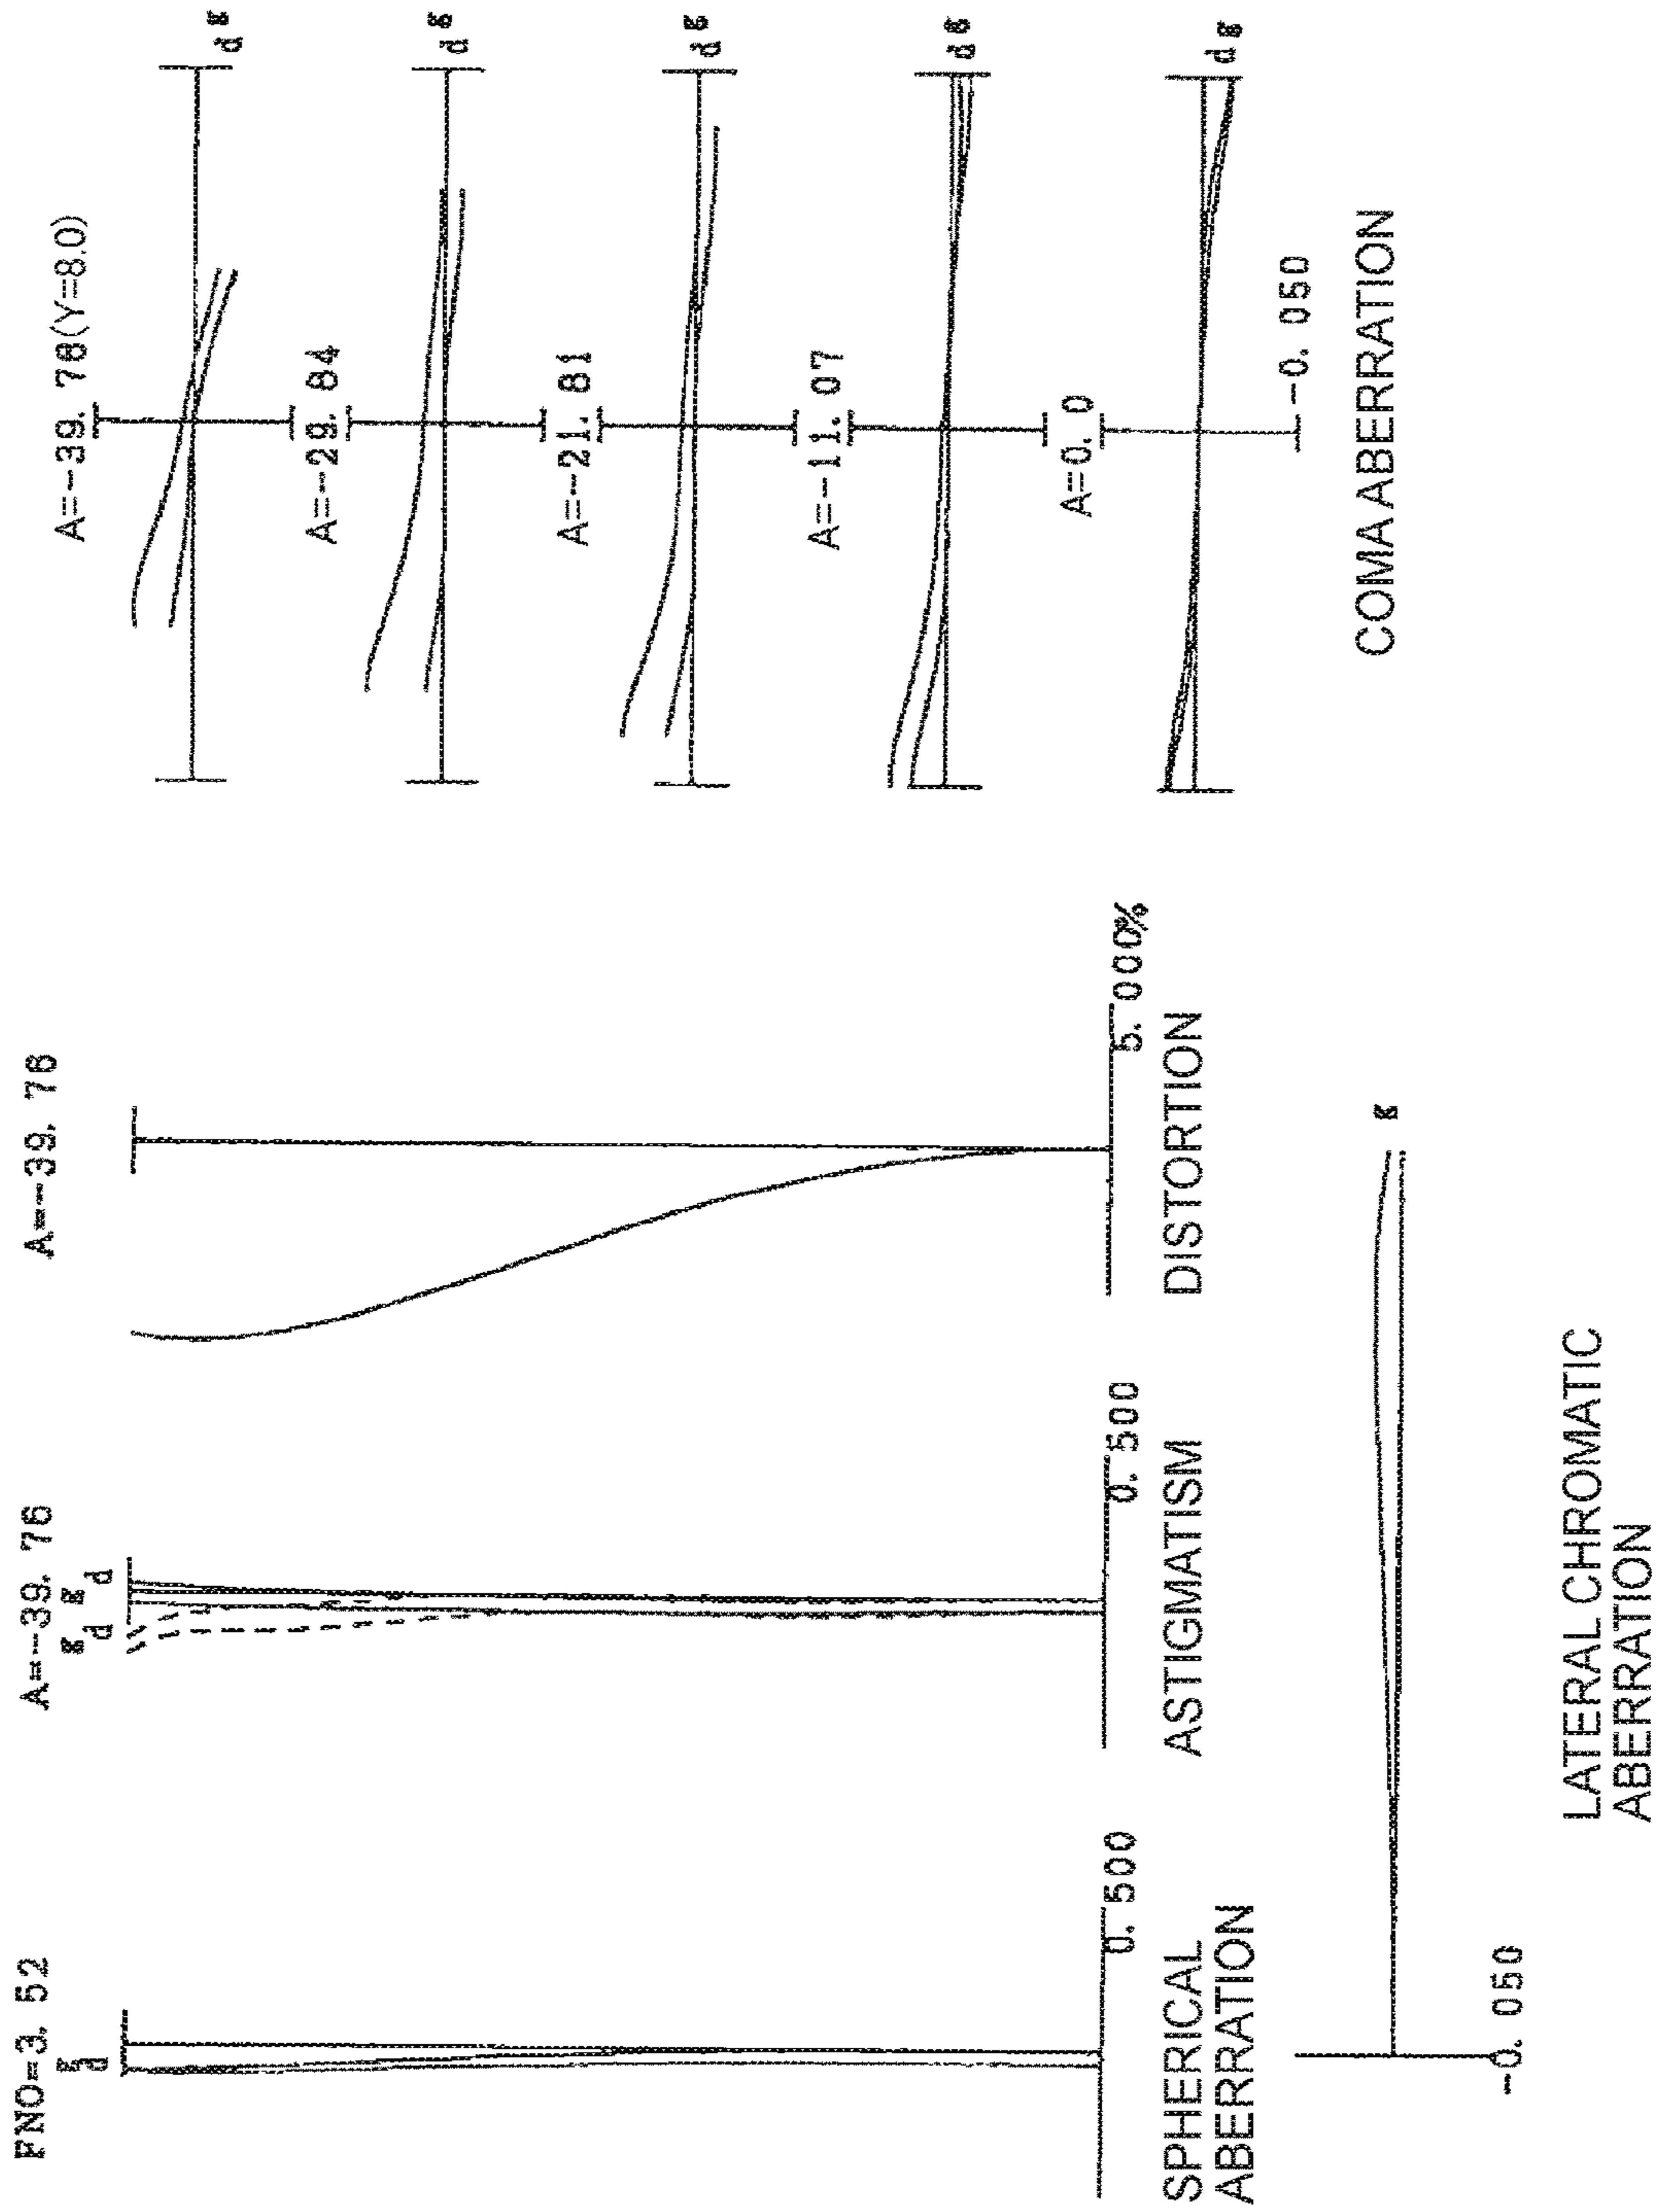 FNO=3. 52
g
d
0. 500
SPHERICAL
ABERRATION
A=-39. 76
g
d
g
d
0. 500
ASTIGMATISM
A=-39. 76
5. 000%
DISTORTION
g
-0. 050
LATERAL CHROMATIC
ABERRATION
A=-39. 76(Y=8.0)
g
d
A=-29. 84
g
d
A=-21. 81
g
d
A=-11. 07
g
d
A=0. 0
g
d
-0. 050
COMA ABERRATION